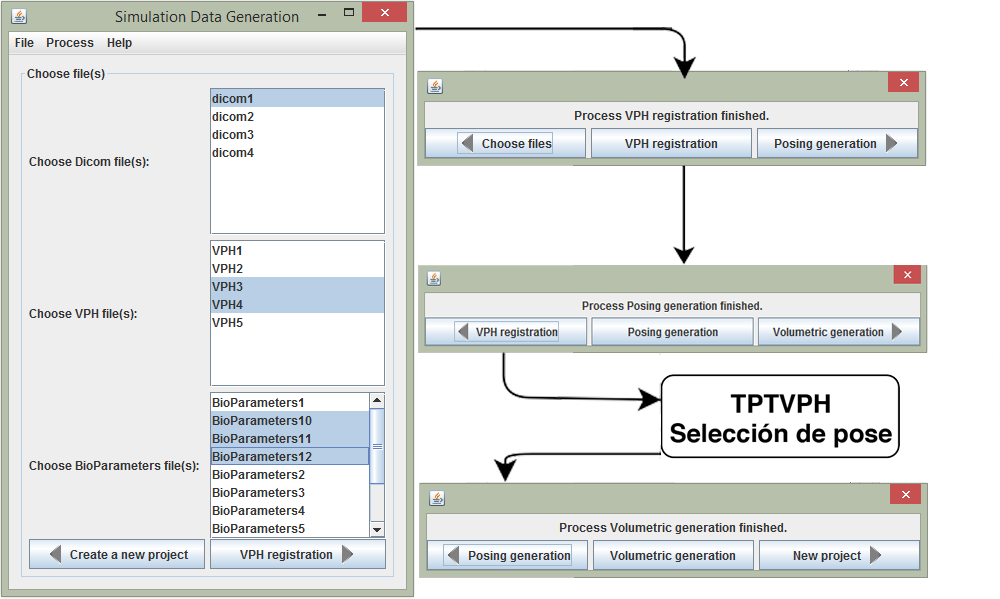 Simulation Data Generation
File Process Help
Choose file(s)
Choose Dicom file(s):
dicom1
dicom2
dicom3
dicom4
Choose VPH file(s):
VPH1
VPH2
VPH3
VPH4
VPH5
Choose BioParameters file(s):
BioParameters1
BioParameters10
BioParameters11
BioParameters12
BioParameters2
BioParameters3
BioParameters4
BioParameters5
Create a new project
VPH registration
Process VPH registration finished.
Choose files
VPH registration
Posing generation
Process Posing generation finished.
VPH registration
Posing generation
Volumetric generation
TPTVPH
Selección de pose
Process Volumetric generation finished.
Posing generation
Volumetric generation
New project